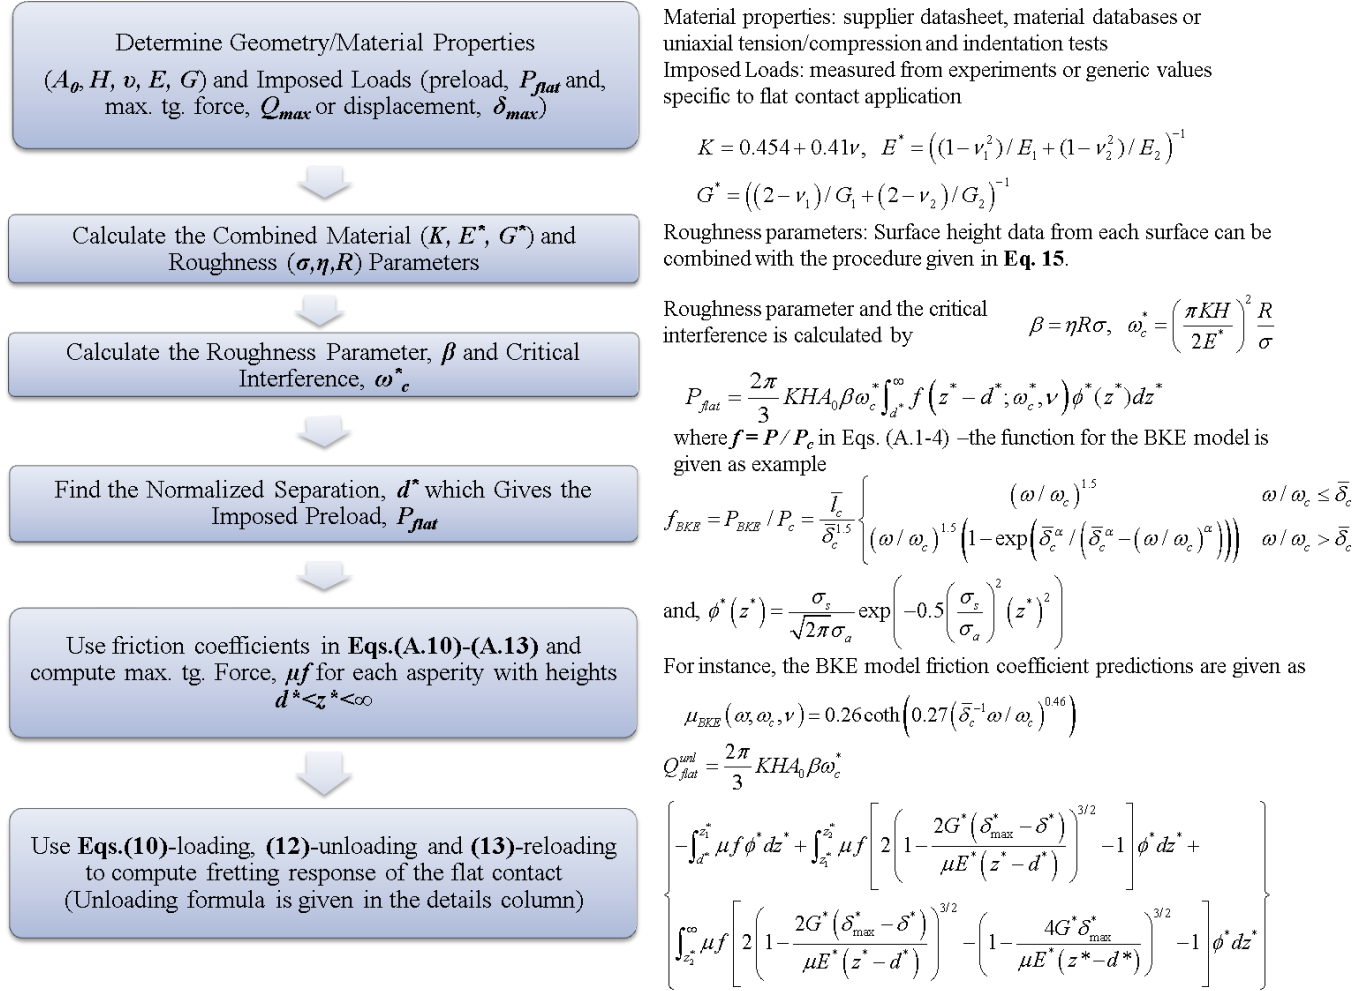 Determine Geometry/Material Properties
(A₀, H, υ, E, G) and Imposed Loads (preload, P_flat and,
max. tg. force, Q_max or displacement, δ_max)
Calculate the Combined Material (K, E*, G*) and
Roughness (σ,η,R) Parameters
Calculate the Roughness Parameter, β and Critical
Interference, ω*_c
Find the Normalized Separation, d* which Gives the
Imposed Preload, P_flat
Use friction coefficients in Eqs.(A.10)-(A.13) and
compute max. tg. Force, μf for each asperity with heights
d*<z*<∞
Use Eqs.(10)-loading, (12)-unloading and (13)-reloading
to compute fretting response of the flat contact
(Unloading formula is given in the details column)
Material properties: supplier datasheet, material databases or
uniaxial tension/compression and indentation tests
Imposed Loads: measured from experiments or generic values
specific to flat contact application
K = 0.454 + 0.41ν, E* = ((1−ν₁²)/E₁ + (1−ν₂²)/E₂)⁻¹
G* = ((2−ν₁)/G₁ + (2−ν₂)/G₂)⁻¹
Roughness parameters: Surface height data from each surface can be
combined with the procedure given in Eq. 15.
Roughness parameter and the critical
interference is calculated by
β = ηRσ, ω*_c = (πKH / 2E*)² R/σ
P_flat = 2π/3 KHA₀βω*_c ∫_{d*}^{∞} f(z* − d*; ω*_c, ν)φ*(z*)dz*
where f = P / P_c in Eqs. (A.1-4) –the function for the BKE model is
given as example
f_BKE = P_BKE / P_c = l̄_c / δ̄_c^1.5 { (ω/ω_c)^1.5 ω/ω_c ≤ δ̄_c
(ω/ω_c)^1.5 (1−exp(δ̄_c^α / (δ̄_c^α − (ω/ω_c)^α))) ω/ω_c > δ̄_c
and, φ*(z*) = σ_s / √2π σ_a exp(−0.5(σ_s/σ_a)² (z*)²)
For instance, the BKE model friction coefficient predictions are given as
μ_BKE(ω; ω_c, ν) = 0.26 coth(0.27(δ̄_c⁻¹ω/ω_c)^0.46)
Q_flat^unl = 2π/3 KHA₀βω*_c
{ −∫_{d*}^{z₁*} μfφ*dz* + ∫_{z₁*}^{z₂*} μf [2(1 − 2G*(δ*_max − δ*) / μE*(z* − d*))^{3/2} − 1] φ*dz* +
∫_{z₂*}^{∞} μf [2(1 − 2G*(δ*_max − δ*) / μE*(z* − d*))^{3/2} − (1 − 4G*δ*_max / μE*(z*−d*))^{3/2} − 1] φ*dz* }